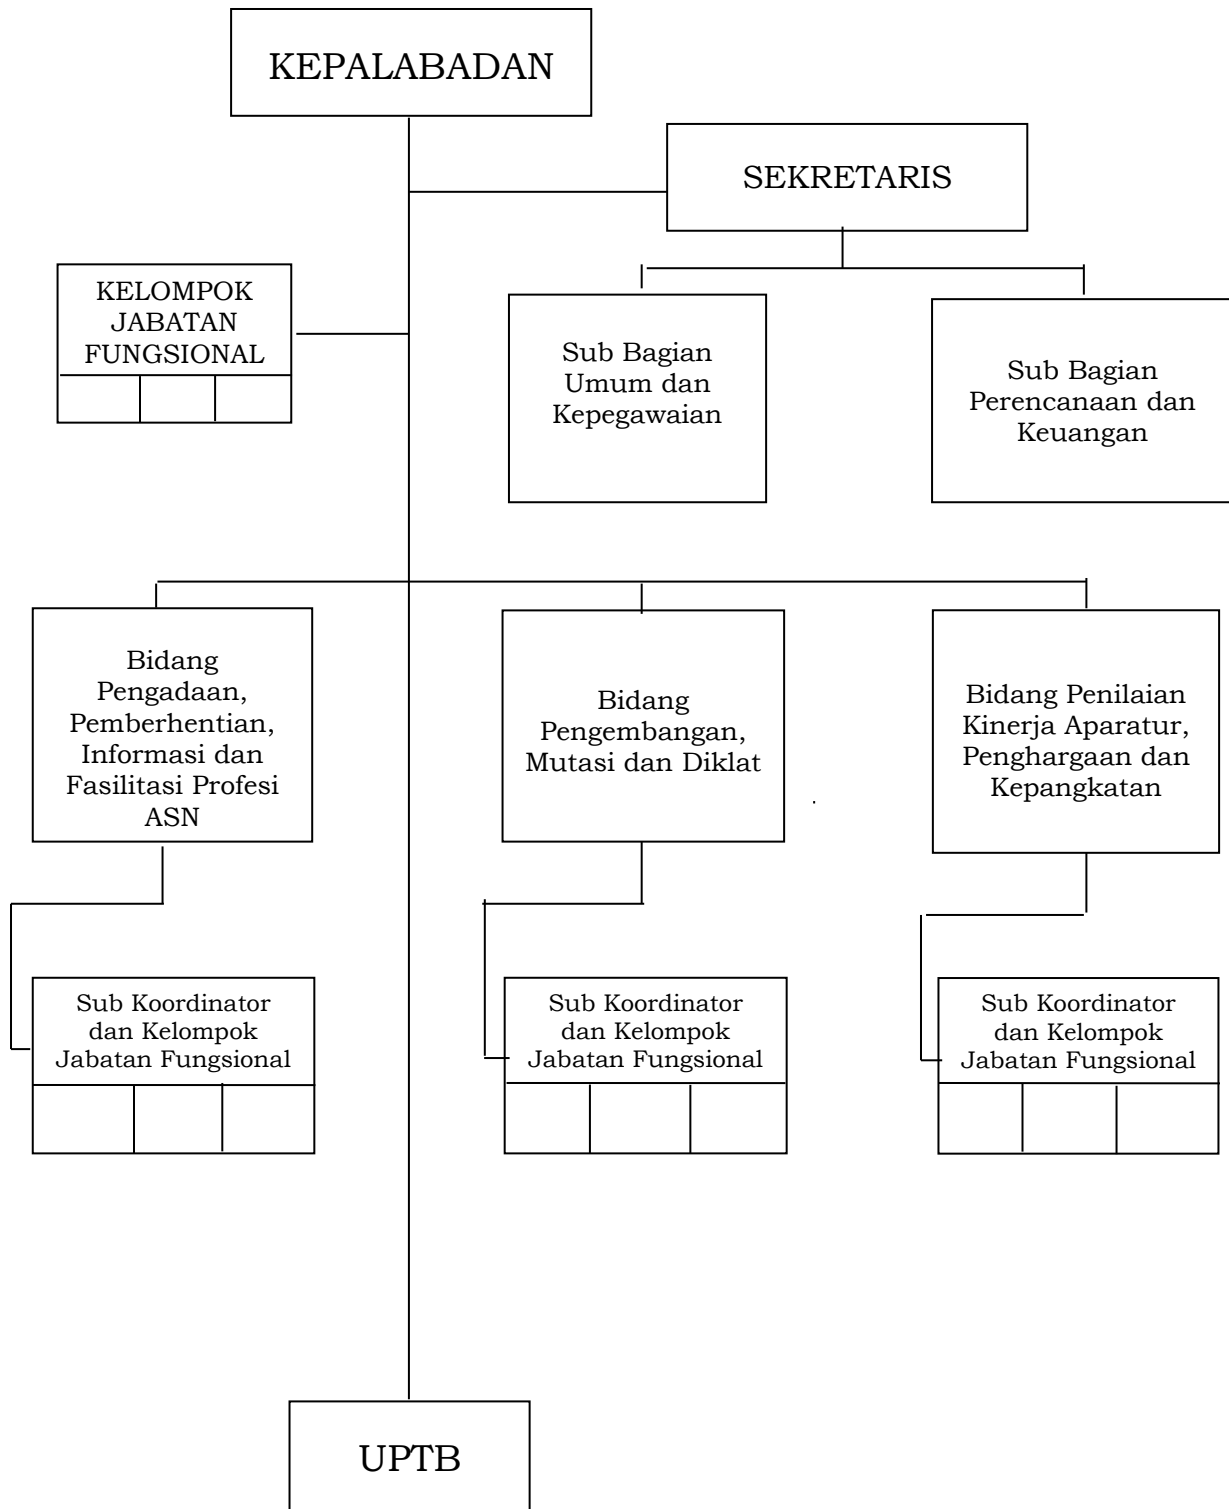 KEPALABADAN
SEKRETARIS
KELOMPOK
JABATAN
FUNGSIONAL
Sub Bagian
Umum dan
Kepegawaian
Sub Bagian
Perencanaan dan
Keuangan
Bidang
Pengadaan,
Pemberhentian,
Informasi dan
Fasilitasi Profesi
ASN
Bidang
Pengembangan,
Mutasi dan Diklat
.
Bidang Penilaian
Kinerja Aparatur,
Penghargaan dan
Kepangkatan
Sub Koordinator
dan Kelompok
Jabatan Fungsional
Sub Koordinator
dan Kelompok
Jabatan Fungsional
Sub Koordinator
dan Kelompok
Jabatan Fungsional
UPTB